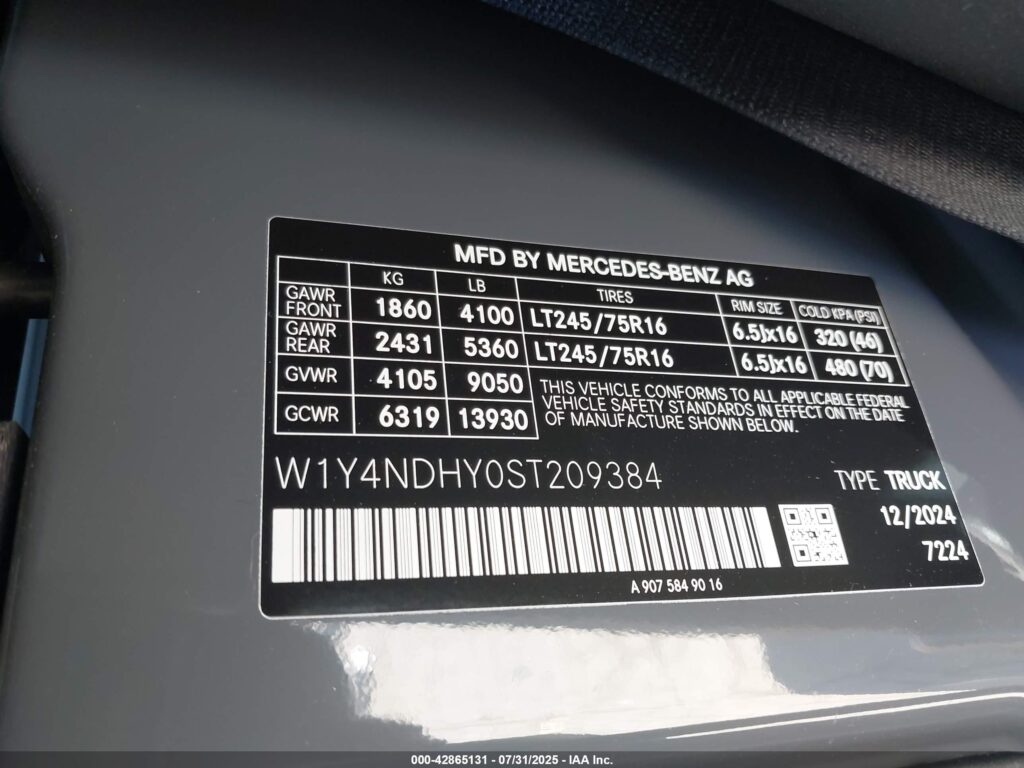 MFD BY MERCEDES-BENZ AG
KG LB TIRES RIM SIZE COLD KPA (PSI)
GAWR FRONT 1860 4100 LT245/75R16 6.5Jx16 320 (46)
GAWR REAR 2431 5360 LT245/75R16 6.5Jx16 480 (70)
GVWR 4105 9050
GCWR 6319 13930
THIS VEHICLE CONFORMS TO ALL APPLICABLE FEDERAL
VEHICLE SAFETY STANDARDS IN EFFECT ON THE DATE
OF MANUFACTURE SHOWN BELOW.
W1Y4NDHY0ST209384
TYPE TRUCK
12/2024
7224
A 907 584 90 16
000-42865131 - 07/31/2025 - IAA Inc.